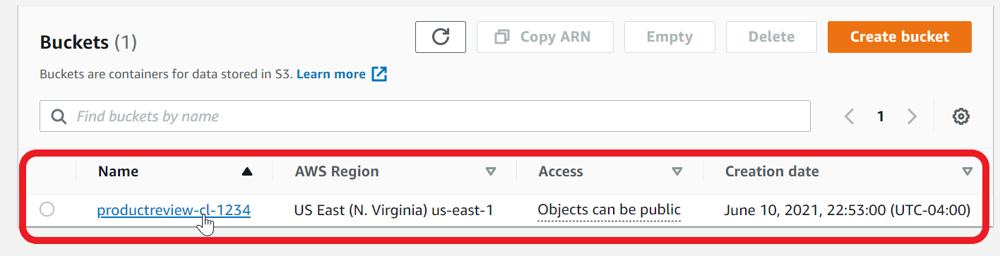 Buckets (1)
Copy ARN
Empty
Delete
Create bucket
Buckets are containers for data stored in S3. Learn more
Find buckets by name
1
Name AWS Region Access Creation date
productreview-cl-1234 US East (N. Virginia) us-east-1 Objects can be public June 10, 2021, 22:53:00 (UTC-04:00)